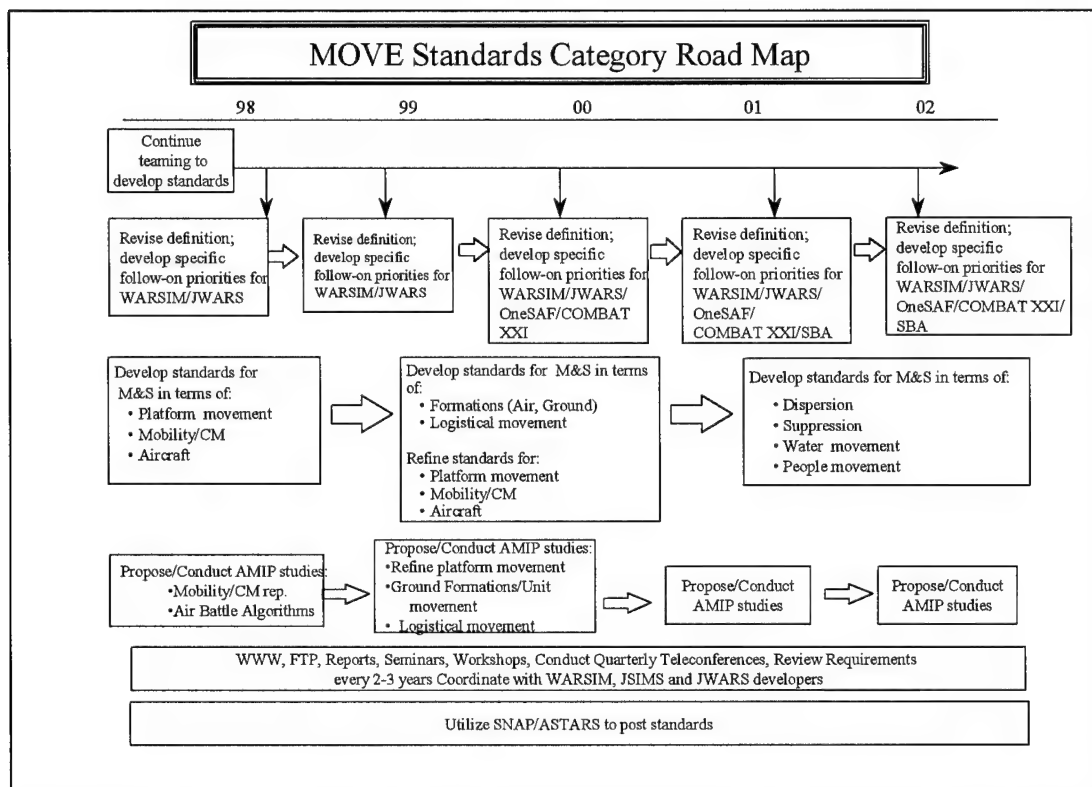 MOVE Standards Category Road Map
98 99 00 01 02
Continue
teaming to
develop standards
Revise definition;
develop specific
follow-on priorities for
WARSIM/JWARS
Revise definition;
develop specific
follow-on priorities for
WARSIM/JWARS
Revise definition;
develop specific
follow-on priorities for
WARSIM/JWARS/
OneSAF/COMBAT
XXI
Revise definition;
develop specific
follow-on priorities for
WARSIM/JWARS/
OneSAF/
COMBAT XXI/SBA
Revise definition;
develop specific
follow-on priorities for
WARSIM/JWARS/
OneSAF/COMBAT XXI/
SBA
Develop standards for
M&S in terms of:
• Platform movement
• Mobility/CM
• Aircraft
Develop standards for M&S in terms
of:
• Formations (Air, Ground)
• Logistical movement
Refine standards for:
• Platform movement
• Mobility/CM
• Aircraft
Develop standards for M&S in terms of:
• Dispersion
• Suppression
• Water movement
• People movement
Propose/Conduct AMIP studies:
•Mobility/CM rep.
•Air Battle Algorithms
Propose/Conduct AMIP studies:
•Refine platform movement
•Ground Formations/Unit
movement
• Logistical movement
Propose/Conduct
AMIP studies
Propose/Conduct
AMIP studies
WWW, FTP, Reports, Seminars, Workshops, Conduct Quarterly Teleconferences, Review Requirements
every 2-3 years Coordinate with WARSIM, JSIMS and JWARS developers
Utilize SNAP/ASTARS to post standards